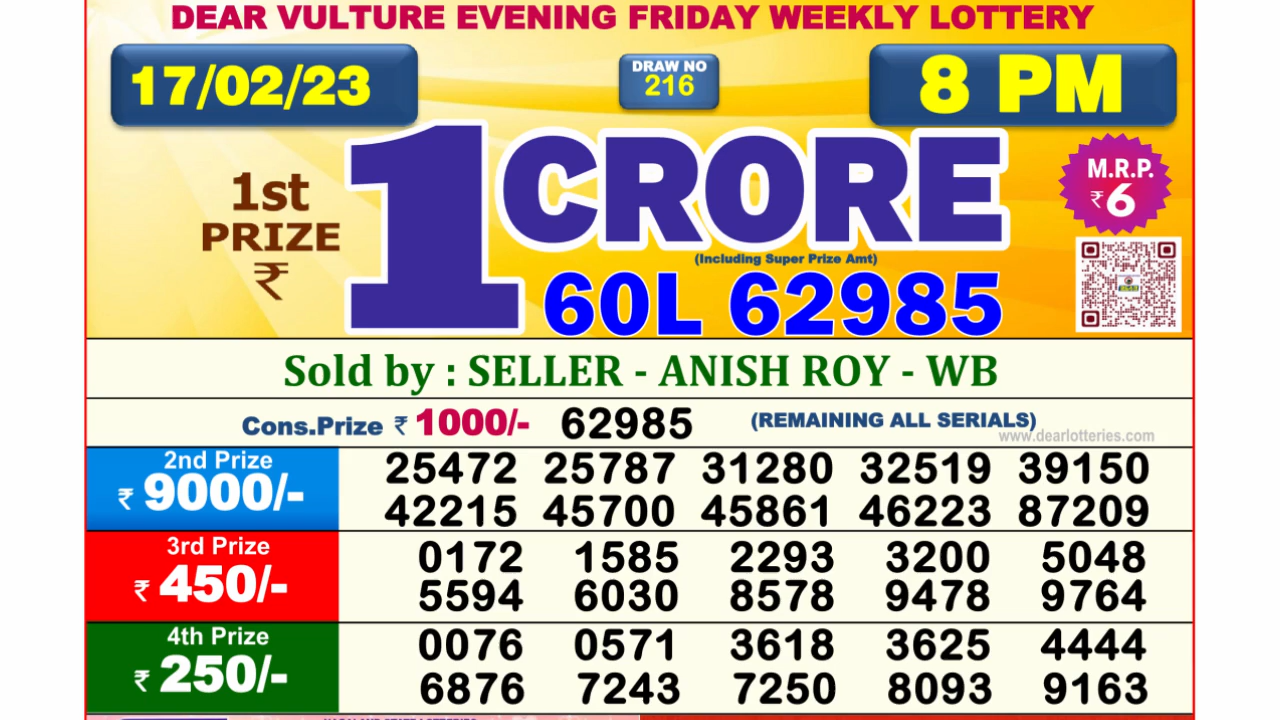 DEAR VULTURE EVENING FRIDAY WEEKLY LOTTERY
17/02/23
DRAW NO
216
8 PM
1st
PRIZE
₹
1 CRORE
(Including Super Prize Amt)
60L 62985
M.R.P.
₹ 6
Sold by : SELLER - ANISH ROY - WB
Cons.Prize ₹ 1000/- 62985 (REMAINING ALL SERIALS)
www.dearlotteries.com
2nd Prize
₹ 9000/-
25472 25787 31280 32519 39150
42215 45700 45861 46223 87209
3rd Prize
₹ 450/-
0172 1585 2293 3200 5048
5594 6030 8578 9478 9764
4th Prize
₹ 250/-
0076 0571 3618 3625 4444
6876 7243 7250 8093 9163